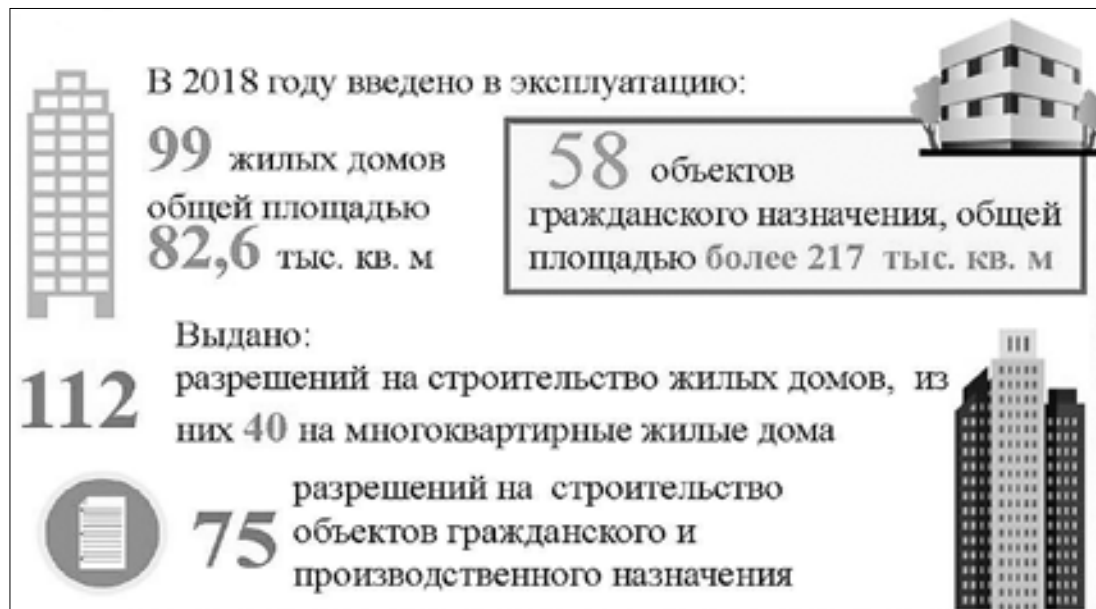 В 2018 году введено в эксплуатацию:
99 жилых домов
общей площадью
82,6 тыс. кв. м
58 объектов
гражданского назначения, общей
площадью более 217 тыс. кв. м
Выдано:
112 разрешений на строительство жилых домов, из
них 40 на многоквартирные жилые дома
75 разрешений на строительство
объектов гражданского и
производственного назначения